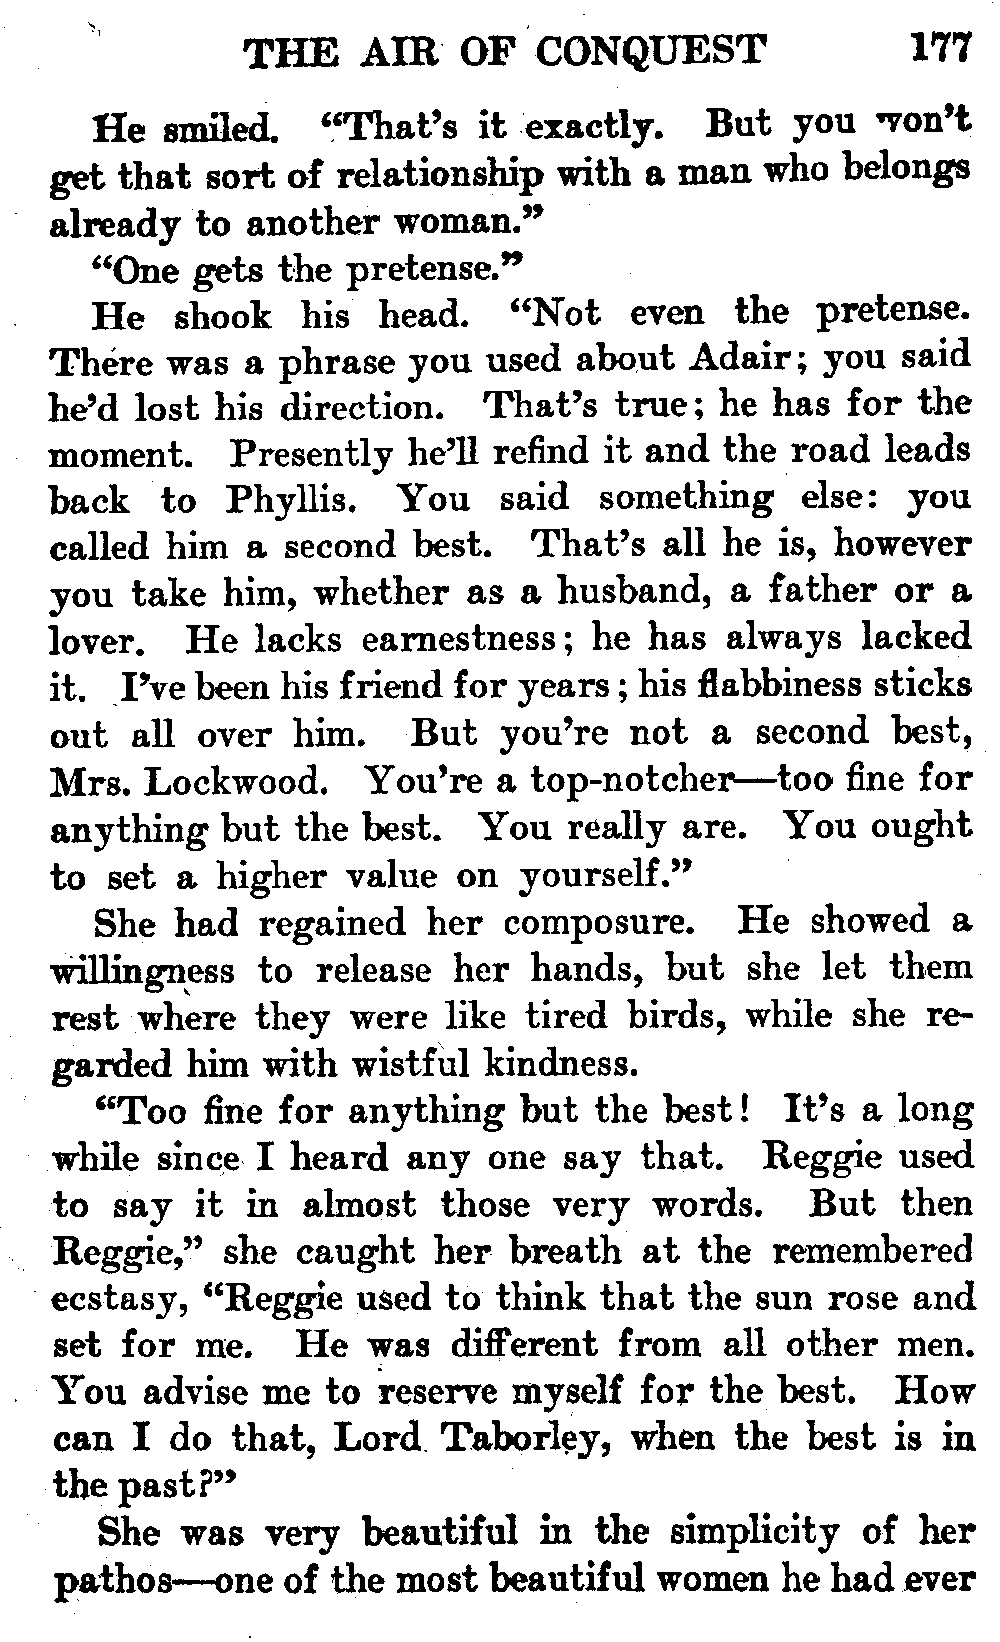 THE AIR OF CONQUEST 177
He smiled. “That’s it exactly. But you won’t
get that sort of relationship with a man who belongs
already to another woman.”
“One gets the pretense.”
He shook his head. “Not even the pretense.
There was a phrase you used about Adair; you said
he’d lost his direction. That’s true; he has for the
moment. Presently he’ll refind it and the road leads
back to Phyllis. You said something else: you
called him a second best. That’s all he is, however
you take him, whether as a husband, a father or a
lover. He lacks earnestness; he has always lacked
it. I’ve been his friend for years; his flabbiness sticks
out all over him. But you’re not a second best,
Mrs. Lockwood. You’re a top-notcher—too fine for
anything but the best. You really are. You ought
to set a higher value on yourself.”
She had regained her composure. He showed a
willingness to release her hands, but she let them
rest where they were like tired birds, while she re-
garded him with wistful kindness.
“Too fine for anything but the best! It’s a long
while since I heard any one say that. Reggie used
to say it in almost those very words. But then
Reggie,” she caught her breath at the remembered
ecstasy, “Reggie used to think that the sun rose and
set for me. He was different from all other men.
You advise me to reserve myself for the best. How
can I do that, Lord Taborley, when the best is in
the past?”
She was very beautiful in the simplicity of her
pathos—one of the most beautiful women he had ever